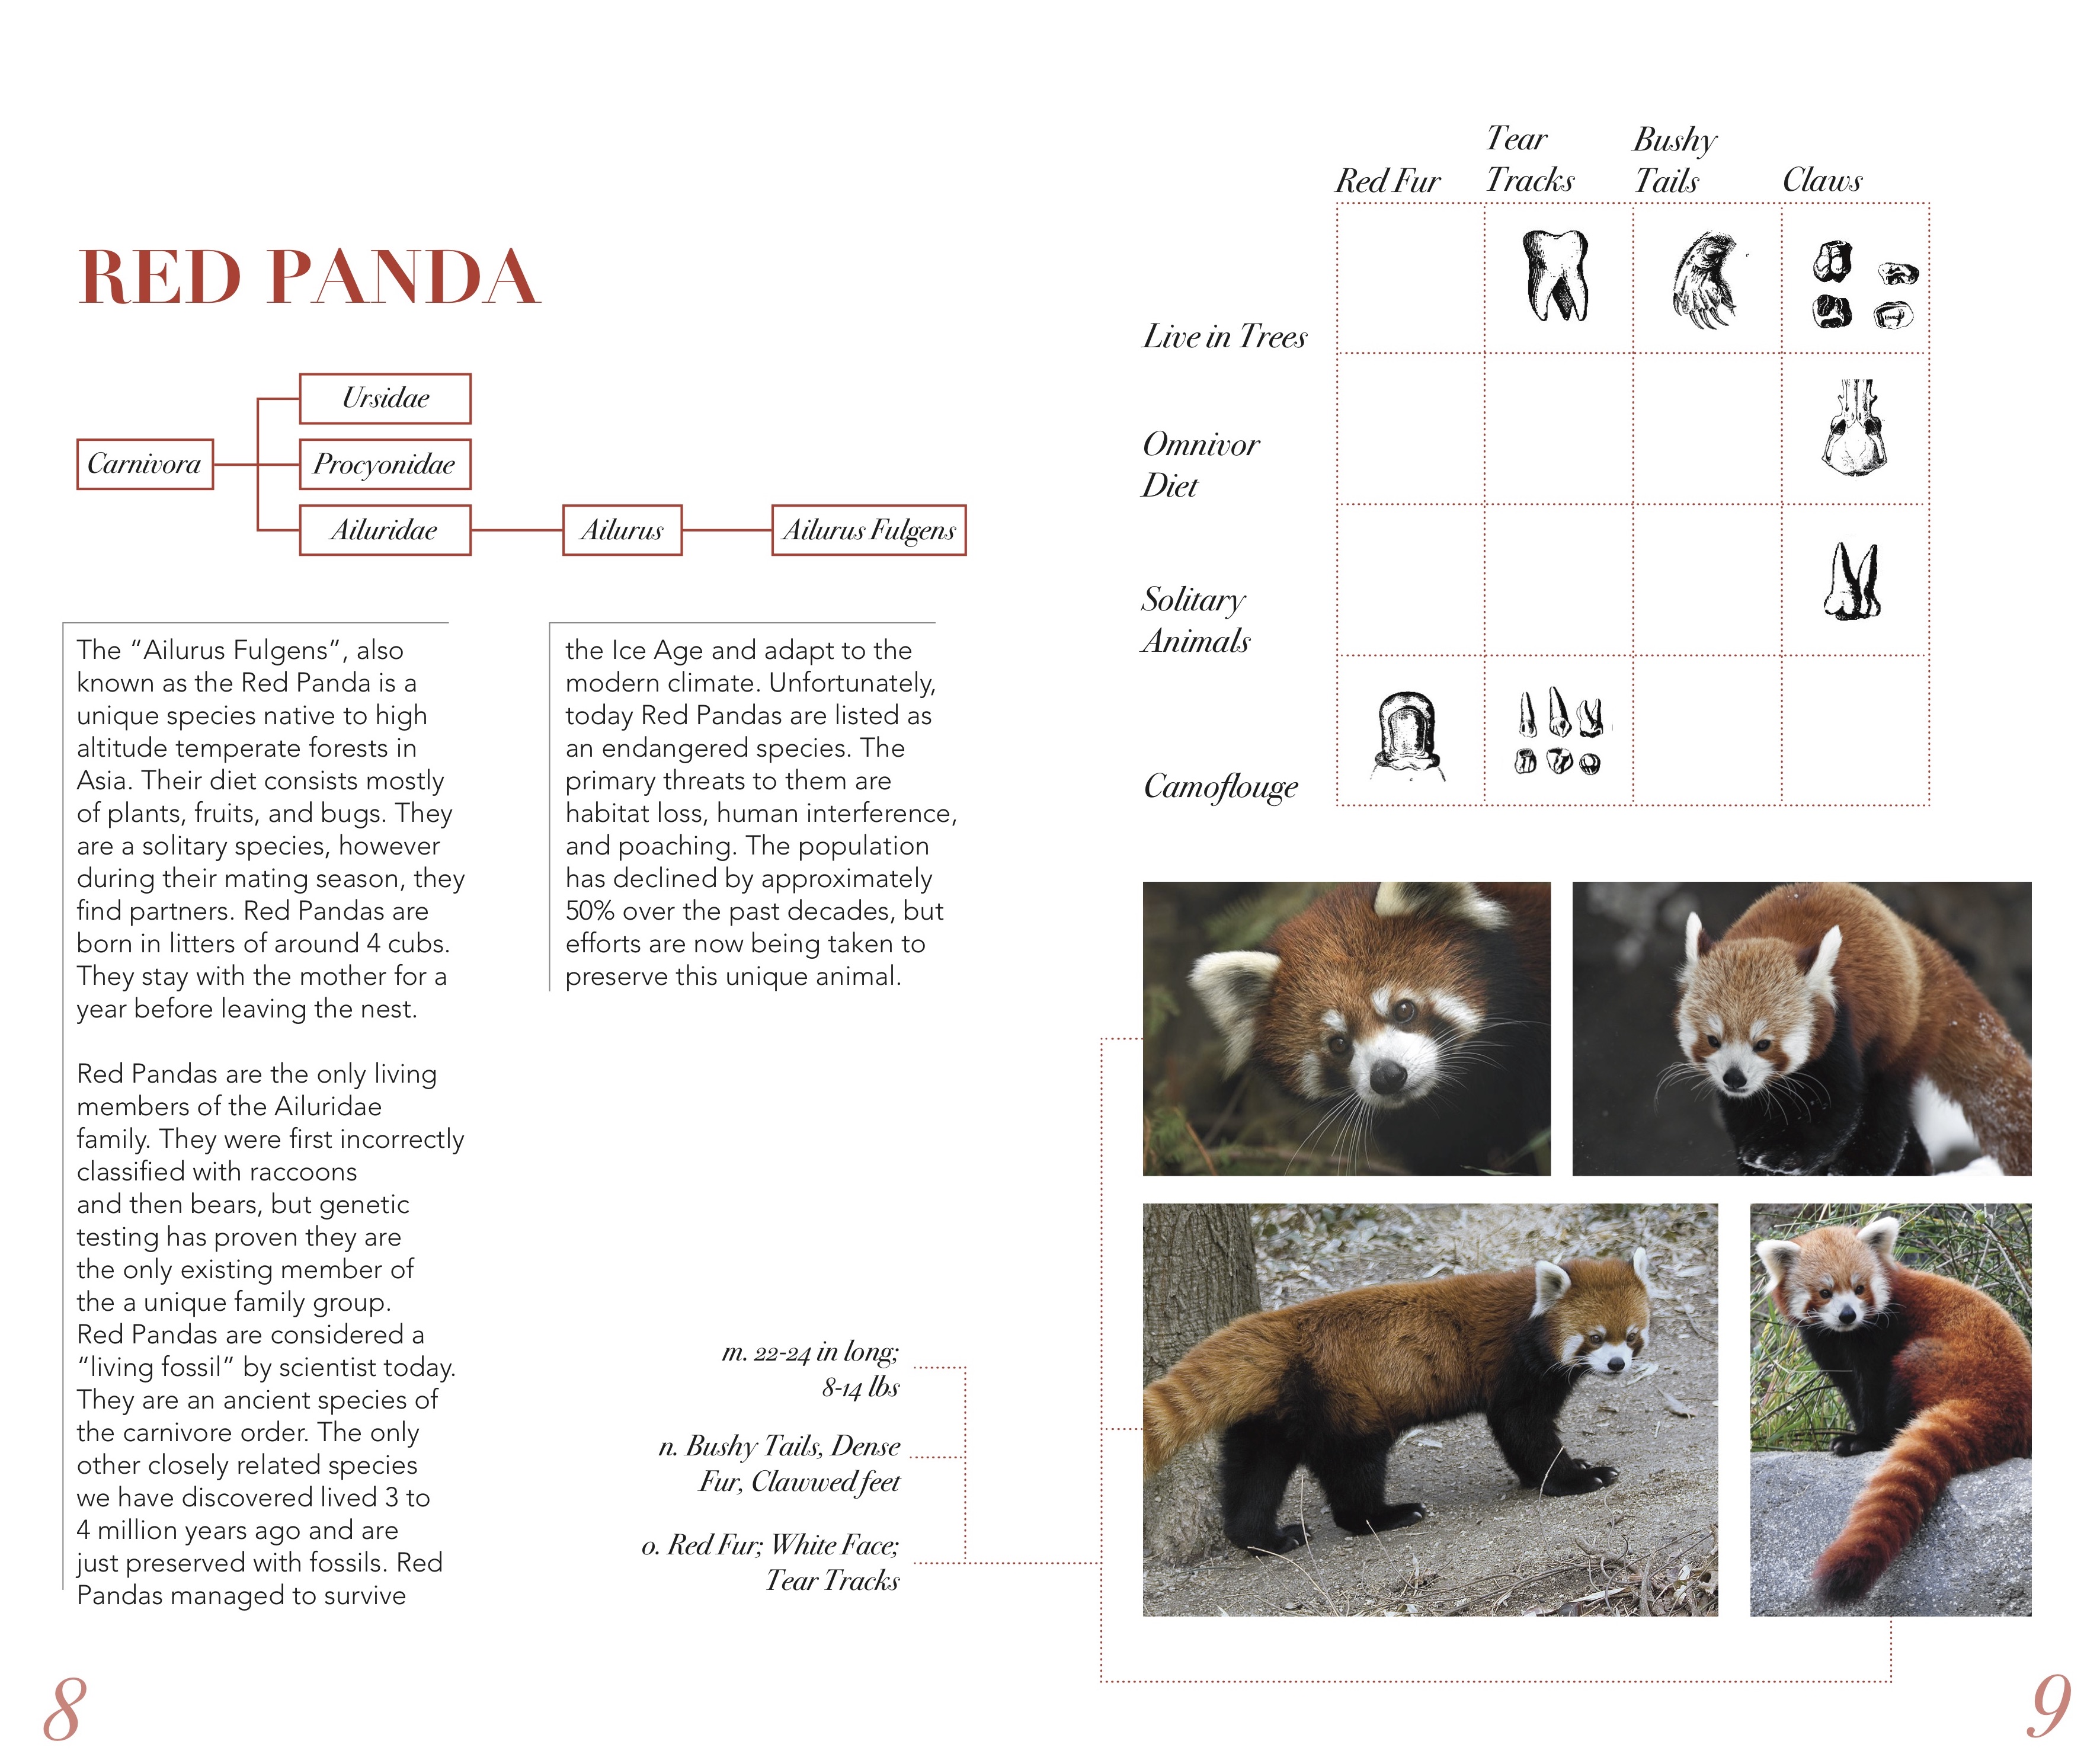 RED PANDA
Ursidae
Carnivora
Procyonidae
Ailuridae
Ailurus
Ailurus Fulgens
The “Ailurus Fulgens”, also
known as the Red Panda is a
unique species native to high
altitude temperate forests in
Asia. Their diet consists mostly
of plants, fruits, and bugs. They
are a solitary species, however
during their mating season, they
find partners. Red Pandas are
born in litters of around 4 cubs.
They stay with the mother for a
year before leaving the nest.
Red Pandas are the only living
members of the Ailuridae
family. They were first incorrectly
classified with raccoons
and then bears, but genetic
testing has proven they are
the only existing member of
the a unique family group.
Red Pandas are considered a
“living fossil” by scientist today.
They are an ancient species of
the carnivore order. The only
other closely related species
we have discovered lived 3 to
4 million years ago and are
just preserved with fossils. Red
Pandas managed to survive
the Ice Age and adapt to the
modern climate. Unfortunately,
today Red Pandas are listed as
an endangered species. The
primary threats to them are
habitat loss, human interference,
and poaching. The population
has declined by approximately
50% over the past decades, but
efforts are now being taken to
preserve this unique animal.
m. 22-24 in long;
8-14 lbs
n. Bushy Tails, Dense
Fur, Clawwed feet
o. Red Fur; White Face;
Tear Tracks
8
Red Fur
Tear
Tracks
Bushy
Tails
Claws
Live in Trees
Omnivor
Diet
Solitary
Animals
Camoflouge
9